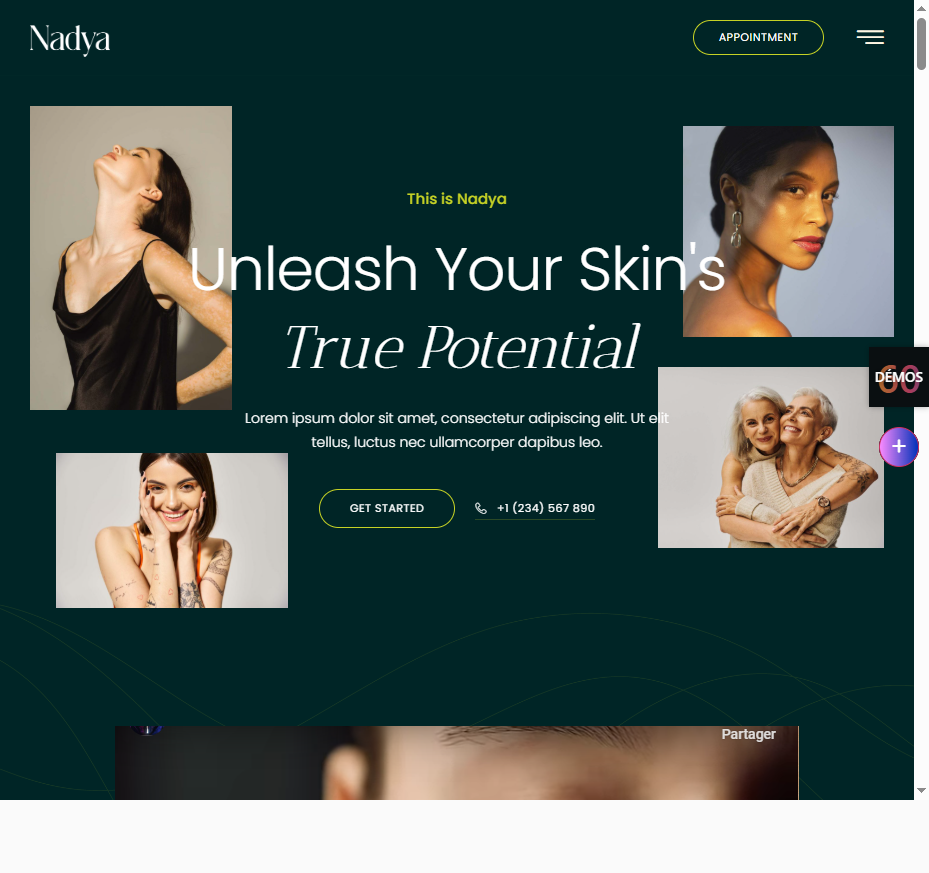 Nadya
APPOINTMENT
This is Nadya
Unleash Your Skin's
True Potential
Lorem ipsum dolor sit amet, consectetur adipiscing elit. Ut elit
tellus, luctus nec ullamcorper dapibus leo.
GET STARTED
+1 (234) 567 890
60
DÉMOS
+
Partager